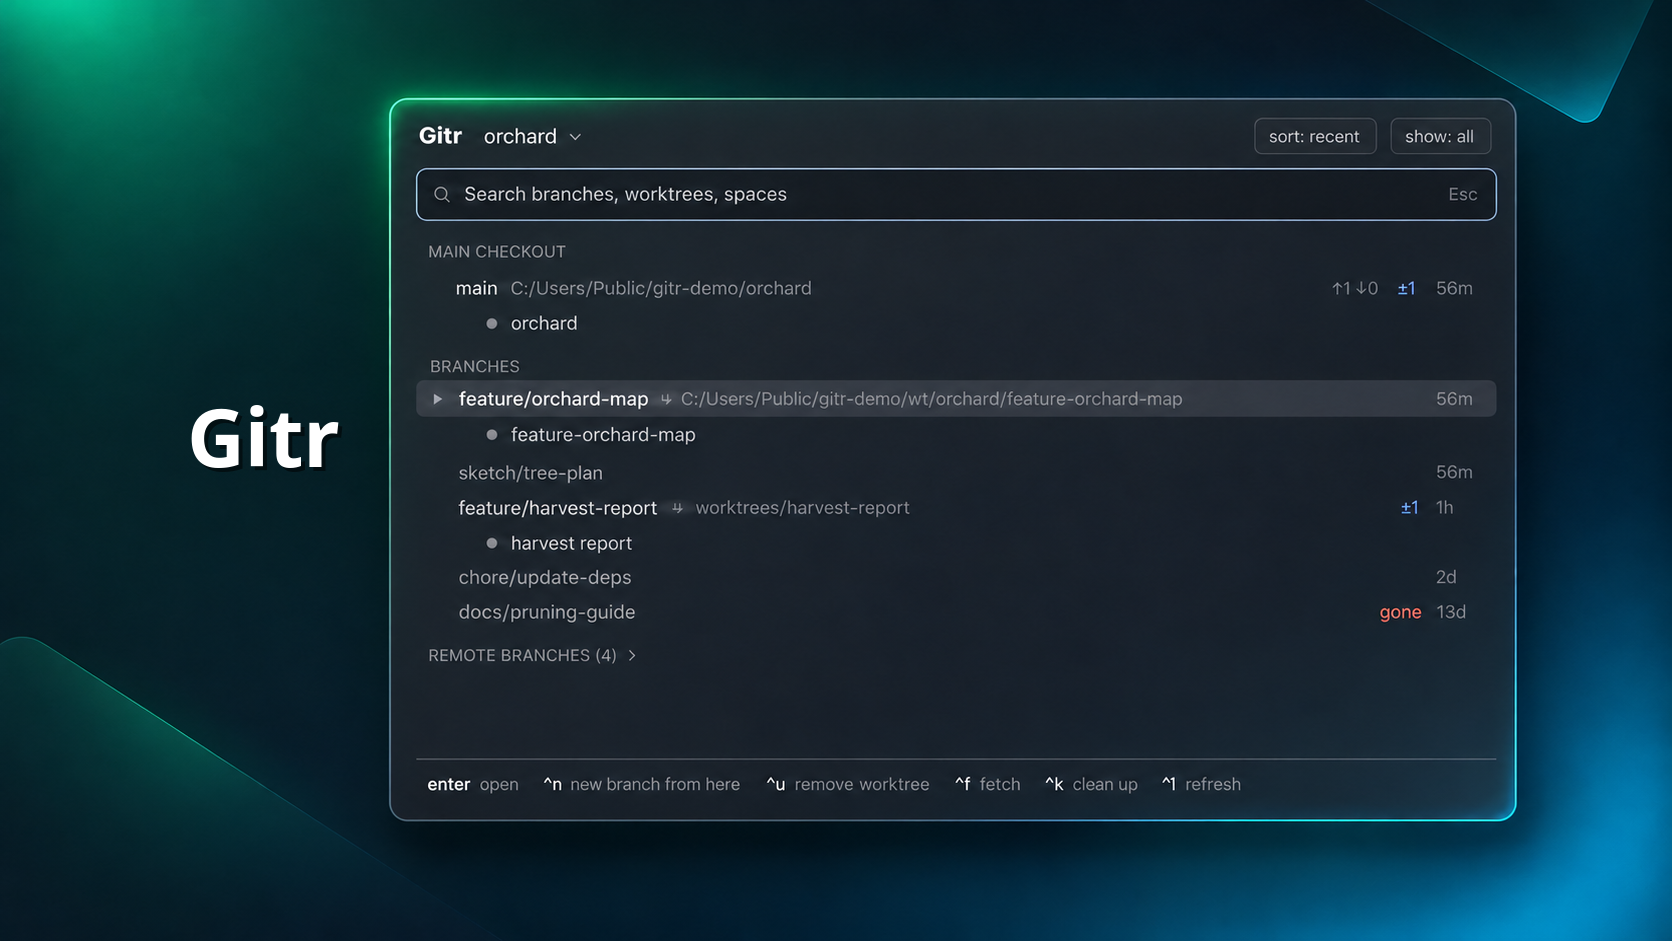 Gitr
Gitr orchard
sort: recent show: all
Search branches, worktrees, spaces Esc
MAIN CHECKOUT
main C:/Users/Public/gitr-demo/orchard ↑1 ↓0 ±1 56m
orchard
BRANCHES
feature/orchard-map C:/Users/Public/gitr-demo/wt/orchard/feature-orchard-map 56m
feature-orchard-map
sketch/tree-plan 56m
feature/harvest-report worktrees/harvest-report ±1 1h
harvest report
chore/update-deps 2d
docs/pruning-guide gone 13d
REMOTE BRANCHES (4)
enter open ^n new branch from here ^u remove worktree ^f fetch ^k clean up ^l refresh